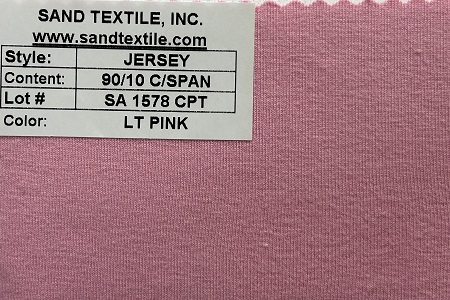 SAND TEXTILE, INC.
www.sandtextile.com
Style: JERSEY
Content: 90/10 C/SPAN
Lot # SA 1578 CPT
Color: LT PINK